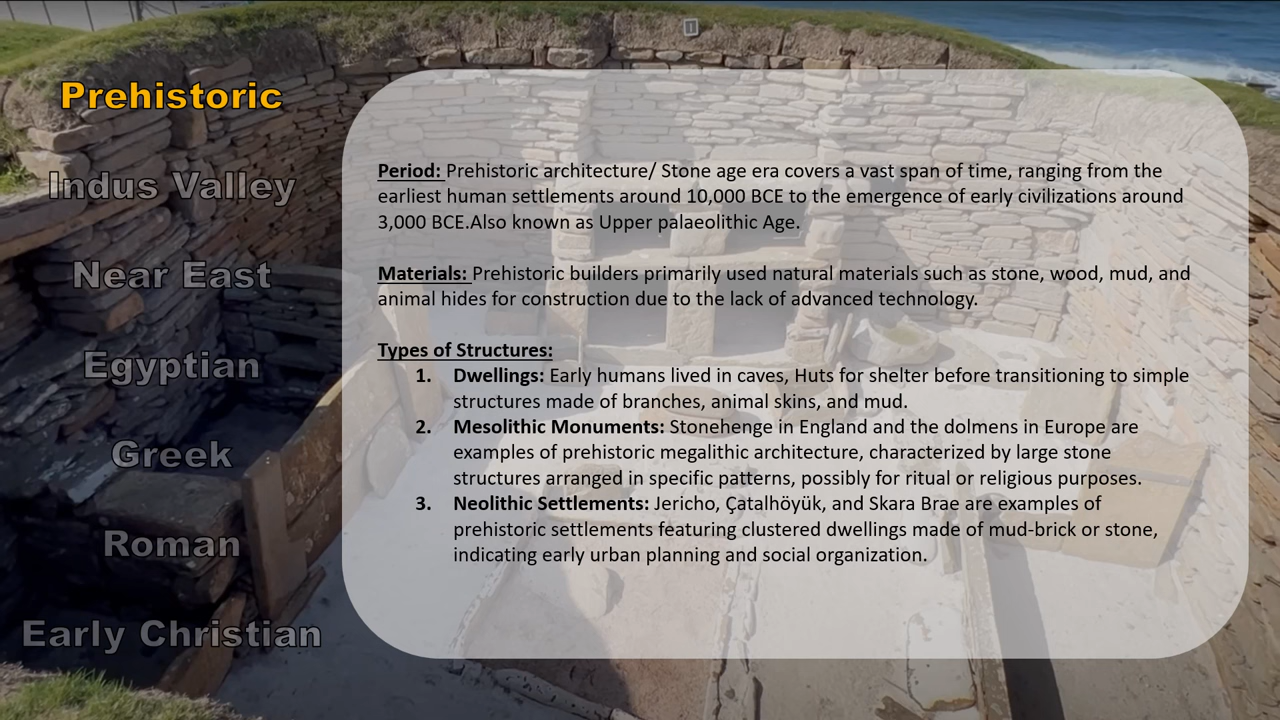 Prehistoric
Indus Valley
Near East
Egyptian
Greek
Roman
Early Christian
Period: Prehistoric architecture/ Stone age era covers a vast span of time, ranging from the
earliest human settlements around 10,000 BCE to the emergence of early civilizations around
3,000 BCE.Also known as Upper palaeolithic Age.
Materials: Prehistoric builders primarily used natural materials such as stone, wood, mud, and
animal hides for construction due to the lack of advanced technology.
Types of Structures:
1. Dwellings: Early humans lived in caves, Huts for shelter before transitioning to simple
structures made of branches, animal skins, and mud.
2. Mesolithic Monuments: Stonehenge in England and the dolmens in Europe are
examples of prehistoric megalithic architecture, characterized by large stone
structures arranged in specific patterns, possibly for ritual or religious purposes.
3. Neolithic Settlements: Jericho, Çatalhöyük, and Skara Brae are examples of
prehistoric settlements featuring clustered dwellings made of mud-brick or stone,
indicating early urban planning and social organization.